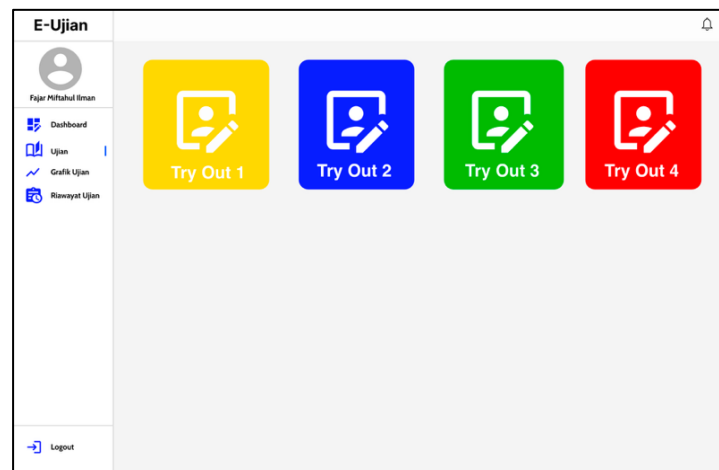 E-Ujian
Fajar Miftahul Ilman
Dashboard
Ujian
Grafik Ujian
Riawayat Ujian
Logout
Try Out 1
Try Out 2
Try Out 3
Try Out 4